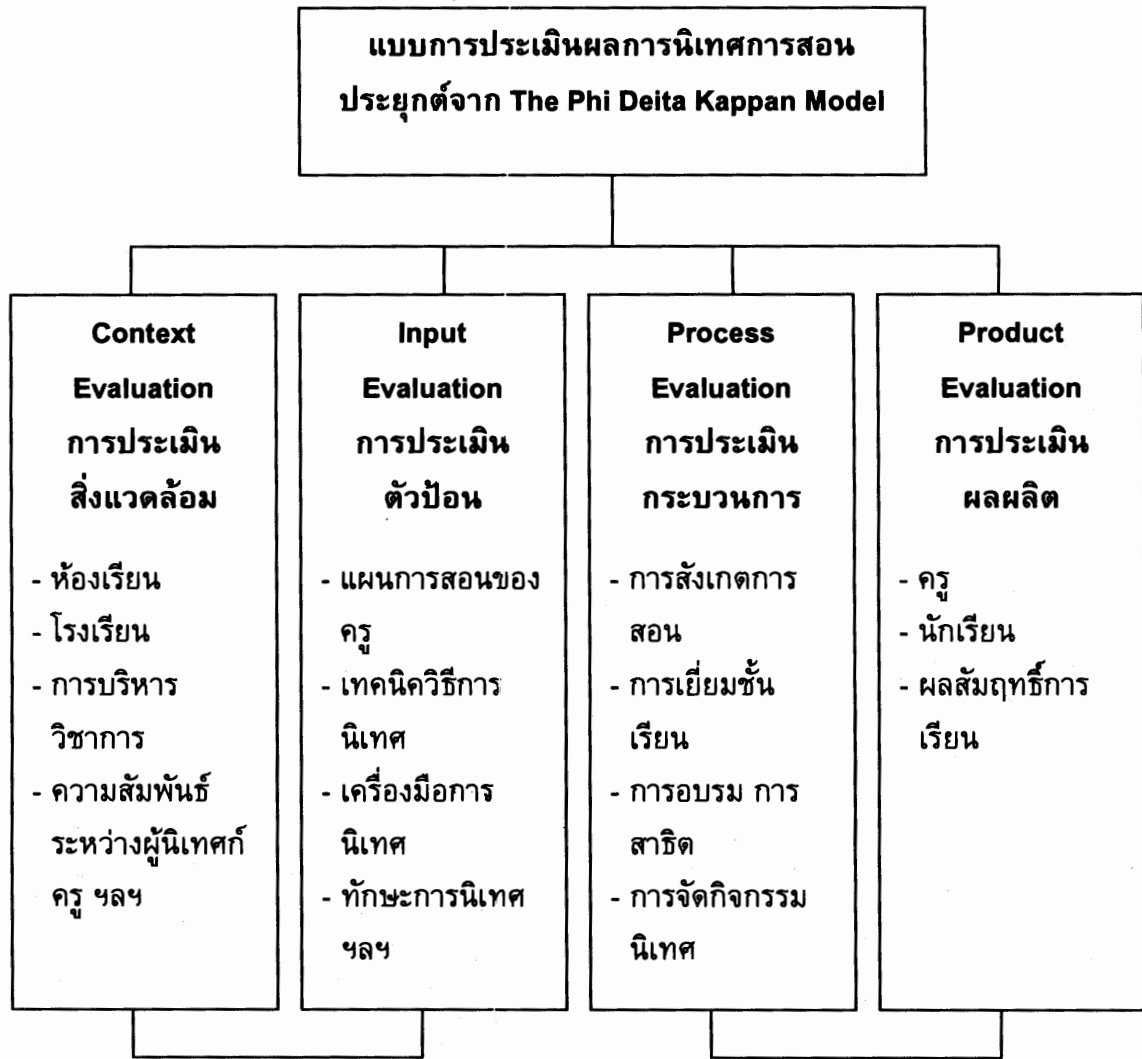 แบบการประเมินผลการนิเทศการสอน
ประยุกต์จาก The Phi Deita Kappan Model
Context
Evaluation
การประเมิน
สิ่งแวดล้อม
- ห้องเรียน
- โรงเรียน
- การบริหาร
วิชาการ
- ความสัมพันธ์
ระหว่างผู้นิเทศก์
ครู ฯลฯ
Input
Evaluation
การประเมิน
ตัวป้อน
- แผนการสอนของ
ครู
- เทคนิควิธีการ
นิเทศ
- เครื่องมือการ
นิเทศ
- ทักษะการนิเทศ
ฯลฯ
Process
Evaluation
การประเมิน
กระบวนการ
- การสังเกตการ
สอน
- การเยี่ยมชั้น
เรียน
- การอบรม การ
สาธิต
- การจัดกิจกรรม
นิเทศ
Product
Evaluation
การประเมิน
ผลผลิต
- ครู
- นักเรียน
- ผลสัมฤทธิ์การ
เรียน